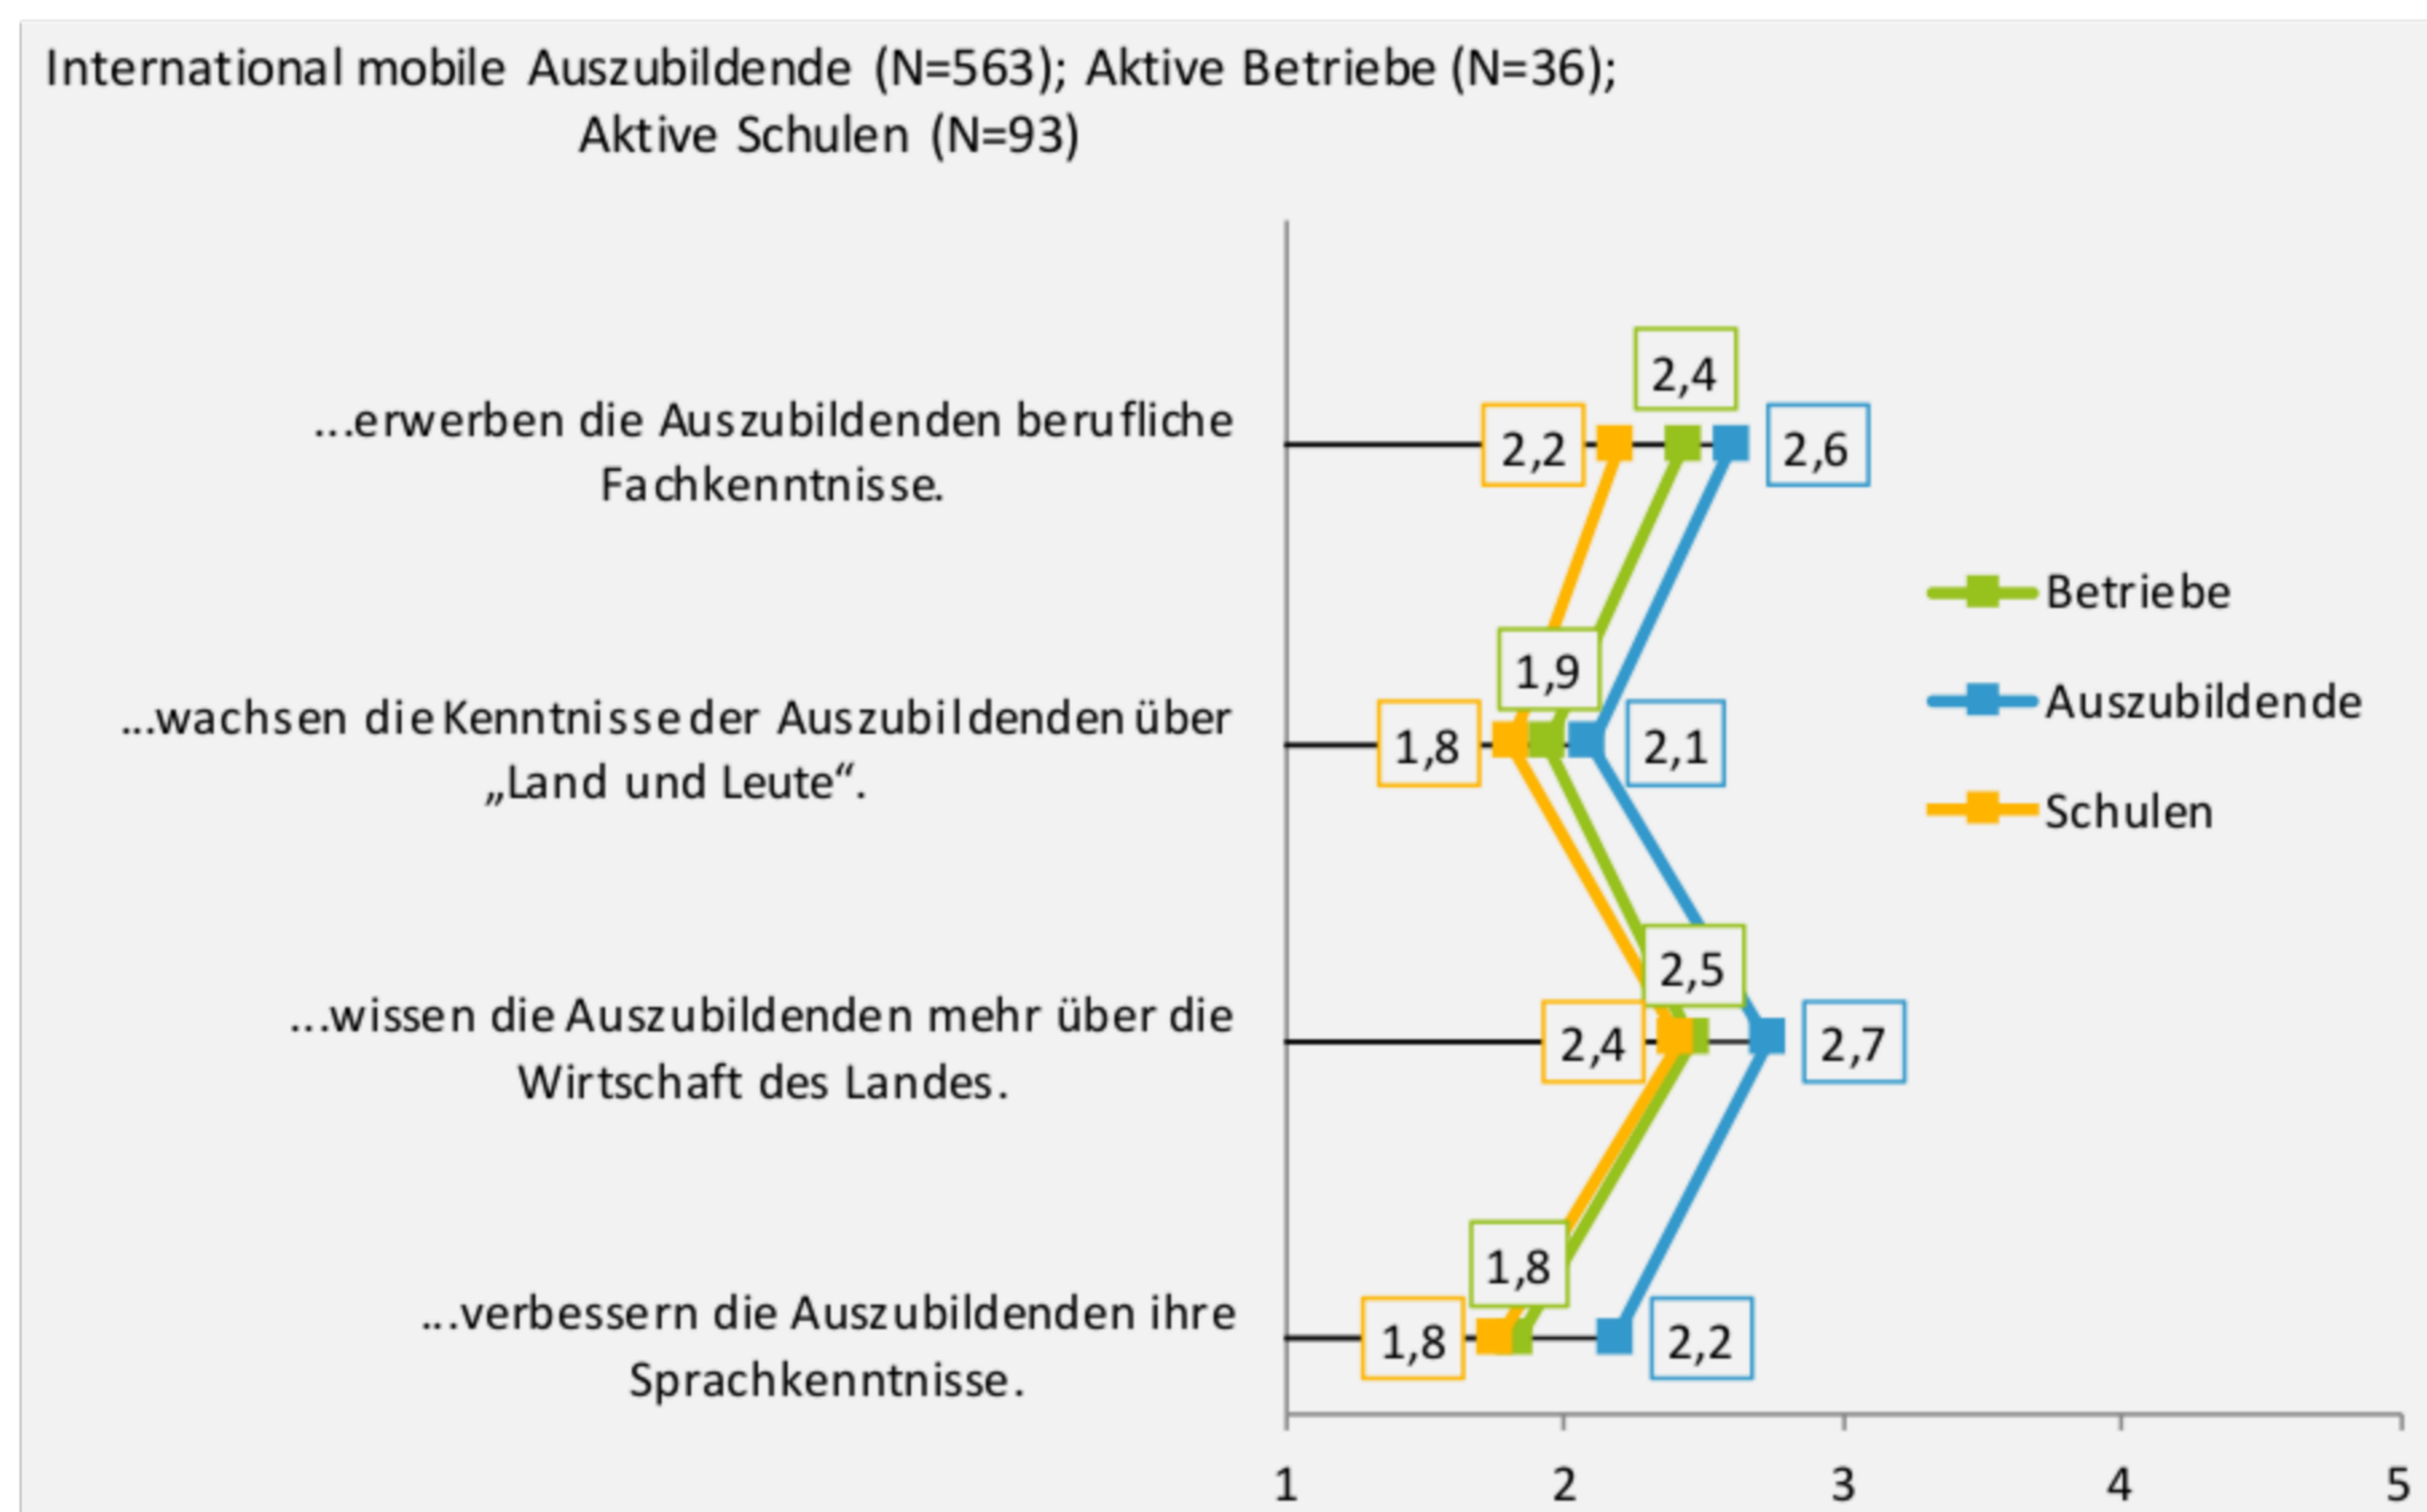 International mobile Auszubildende (N=563); Aktive Betriebe (N=36);
Aktive Schulen (N=93)
2,4
...erwerben die Auszubildenden berufliche
Fachkenntnisse.
2,2
2,6
Betriebe
1,9
...wachsen die Kenntnisse der Auszubildenden über
„Land und Leute“.
1,8
2,1
Auszubildende
Schulen
2,5
...wissen die Auszubildenden mehr über die
Wirtschaft des Landes.
2,4
2,7
1,8
...verbessern die Auszubildenden ihre
Sprachkenntnisse.
1,8
2,2
1 2 3 4 5